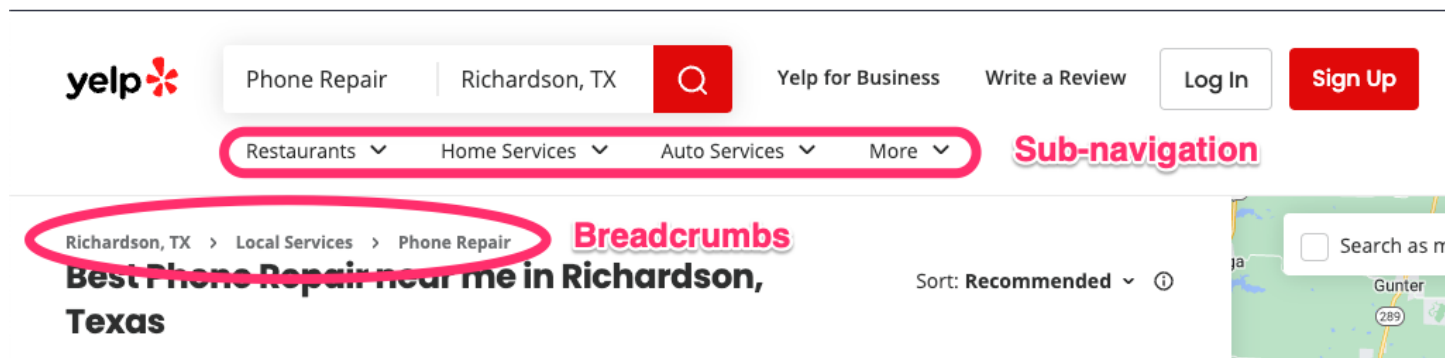 yelp
Phone Repair
Richardson, TX
Yelp for Business
Write a Review
Log In
Sign Up
Restaurants
Home Services
Auto Services
More
Sub-navigation
Richardson, TX > Local Services > Phone Repair
Breadcrumbs
Best Phone Repair near me in Richardson,
Texas
Sort: Recommended
Search as m
ga
Gunter
289